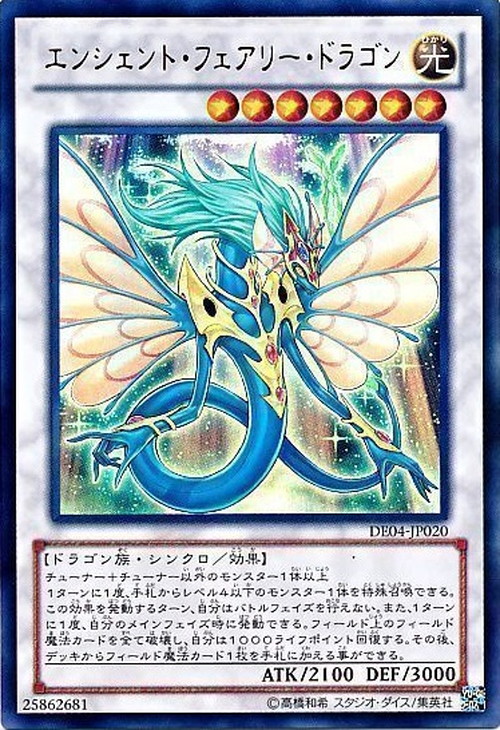 エンシェント・フェアリー・ドラゴン
光
DE04-JP020
【ドラゴン族・シンクロ／効果】
チューナー＋チューナー以外のモンスター1体以上
1ターンに1度、手札からレベル4以下のモンスター1体を特殊召喚できる。
この効果を発動するターン、自分はバトルフェイズを行えない。また、1ターン
に1度、自分のメインフェイズ時に発動できる。フィールド上のフィールド
魔法カードを全て破壊し、自分は1000ライフポイント回復する。その後、
デッキからフィールド魔法カード1枚を手札に加える事ができる。
ATK/2100 DEF/3000
25862681
©高橋和希 スタジオ・ダイス/集英社